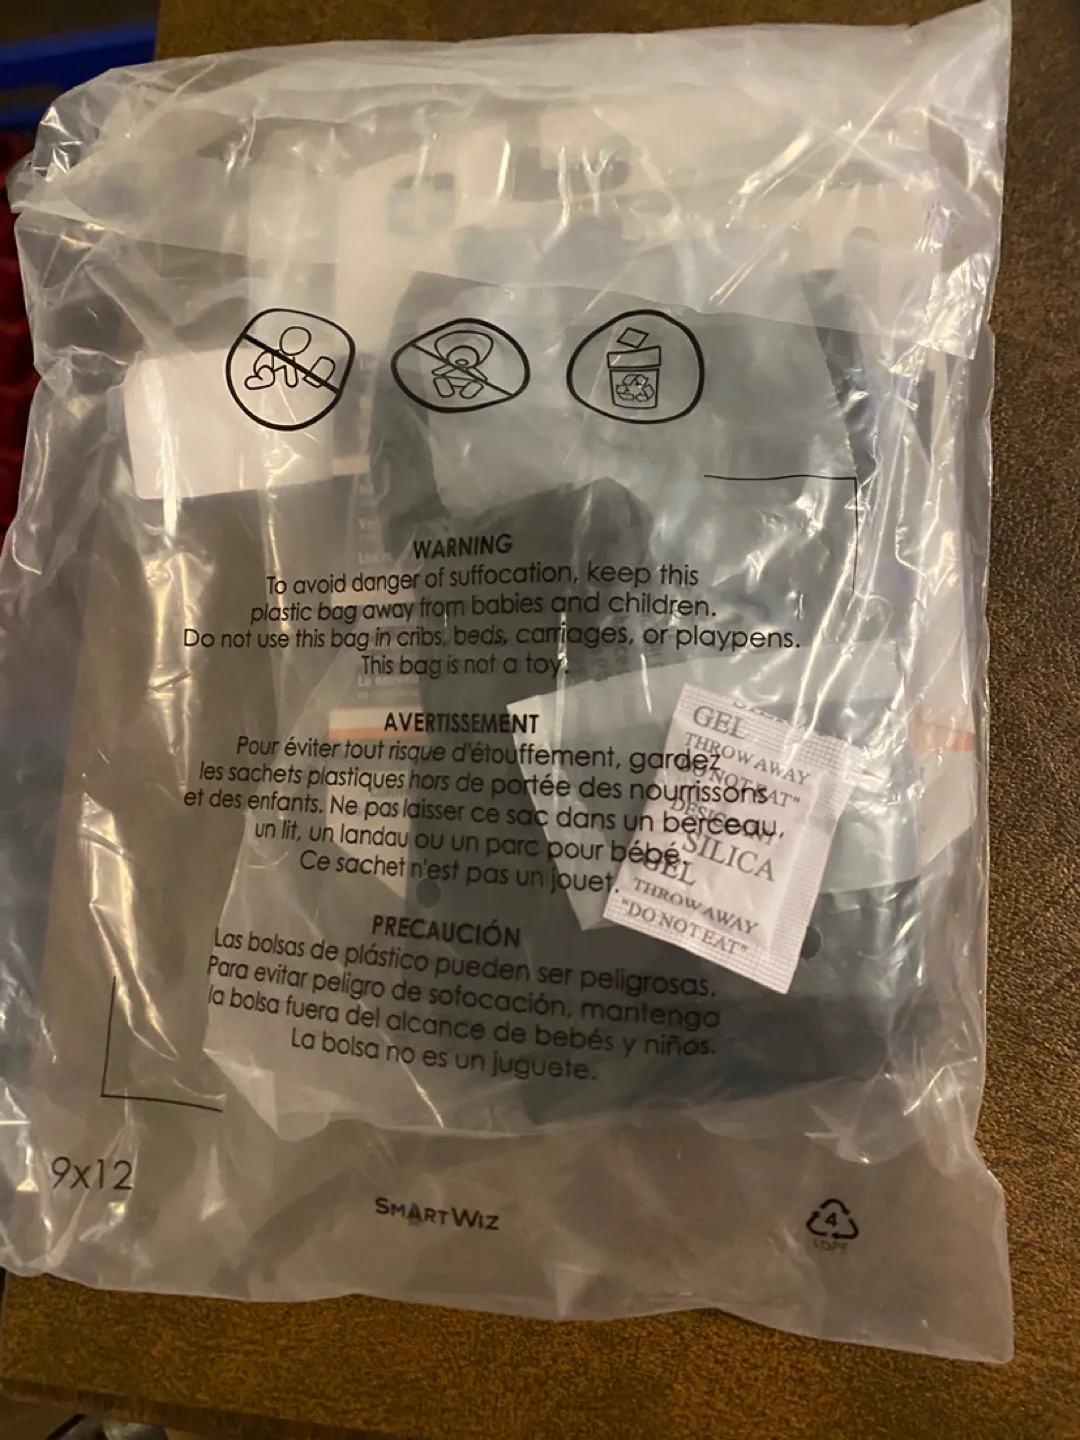 WARNING
To avoid danger of suffocation, keep this
plastic bag away from babies and children.
Do not use this bag in cribs, beds, carriages, or playpens.
This bag is not a toy.
AVERTISSEMENT
Pour éviter tout risque d'étouffement, gardez
les sachets plastiques hors de portée des nourrissons
et des enfants. Ne pas laisser ce sac dans un berceau,
un lit, un landau ou un parc pour bébé.
Ce sachet n'est pas un jouet.
GEL
THROW AWAY
DESICCANT
SILICA
GEL
THROW AWAY
"DO NOT EAT"
PRECAUCIÓN
Las bolsas de plástico pueden ser peligrosas.
Para evitar peligro de sofocación, mantenga
la bolsa fuera del alcance de bebés y niños.
La bolsa no es un juguete.
9x12
SMARTWIZ
4
LDPE